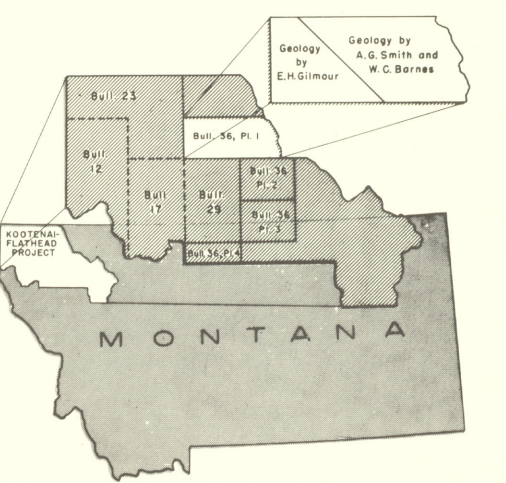 Geology
by
E.H.Gilmour
Geology by
A.G. Smith and
W.C. Barnes
Bull. 23
Bull. 36, Pl. 1
Bull.
12
Bull.
17
Bull.
29
Bull. 36
Pl. 2
Bull. 36
Pl. 3
Bull. 36, Pl.4
KOOTENAI-
FLATHEAD
PROJECT
MONTANA